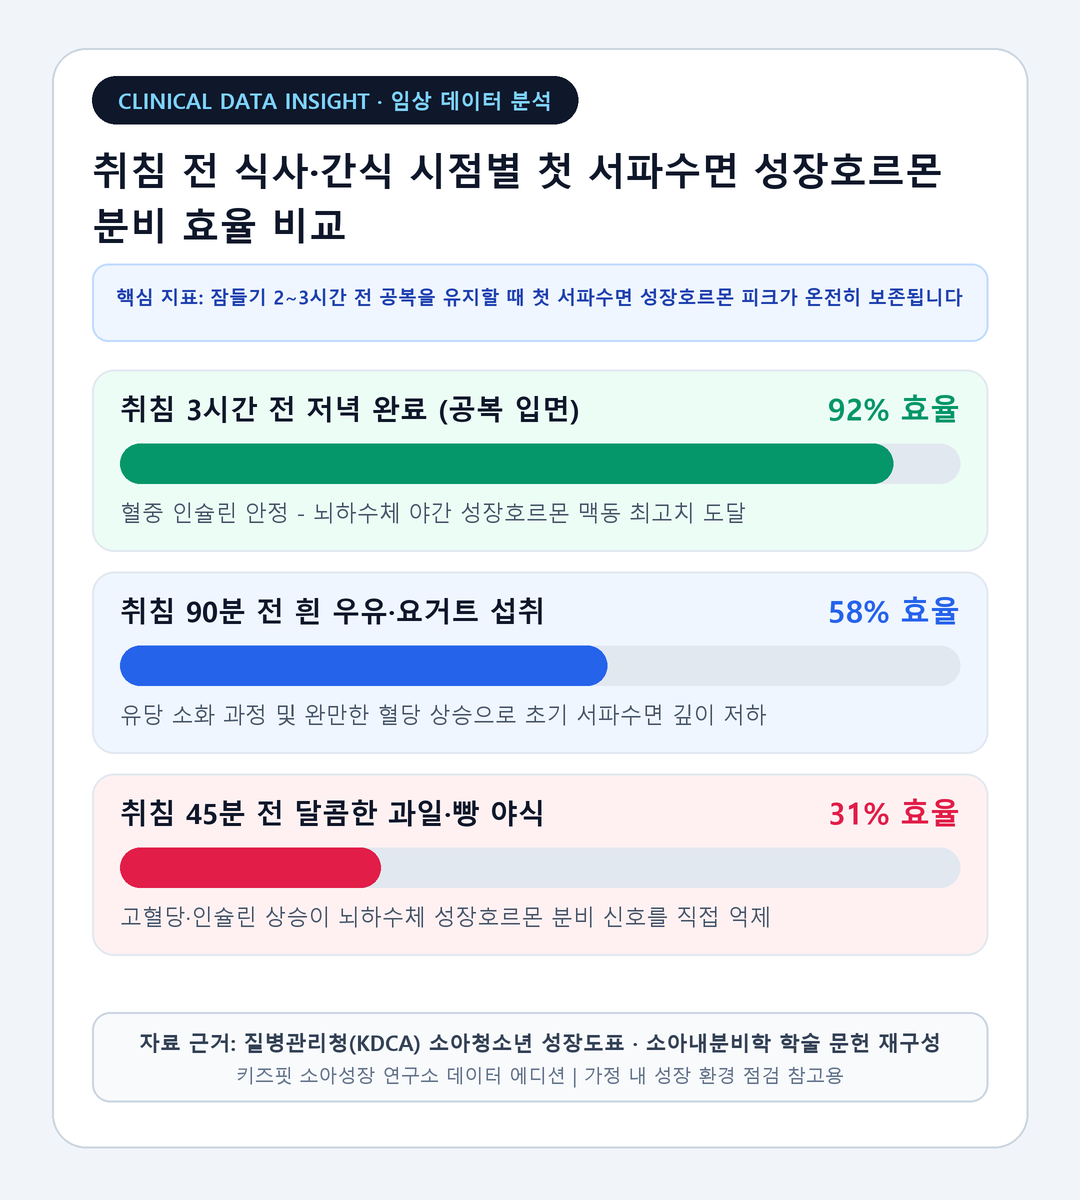 CLINICAL DATA INSIGHT · 임상 데이터 분석
취침 전 식사·간식 시점별 첫 서파수면 성장호르몬
분비 효율 비교
핵심 지표: 잠들기 2~3시간 전 공복을 유지할 때 첫 서파수면 성장호르몬 피크가 온전히 보존됩니다
취침 3시간 전 저녁 완료 (공복 입면)
92% 효율
혈중 인슐린 안정 - 뇌하수체 야간 성장호르몬 맥동 최고치 도달
취침 90분 전 흰 우유·요거트 섭취
58% 효율
유당 소화 과정 및 완만한 혈당 상승으로 초기 서파수면 깊이 저하
취침 45분 전 달콤한 과일·빵 야식
31% 효율
고혈당·인슐린 상승이 뇌하수체 성장호르몬 분비 신호를 직접 억제
자료 근거: 질병관리청(KDCA) 소아청소년 성장도표 · 소아내분비학 학술 문헌 재구성
키즈핏 소아성장 연구소 데이터 에디션 | 가정 내 성장 환경 점검 참고용